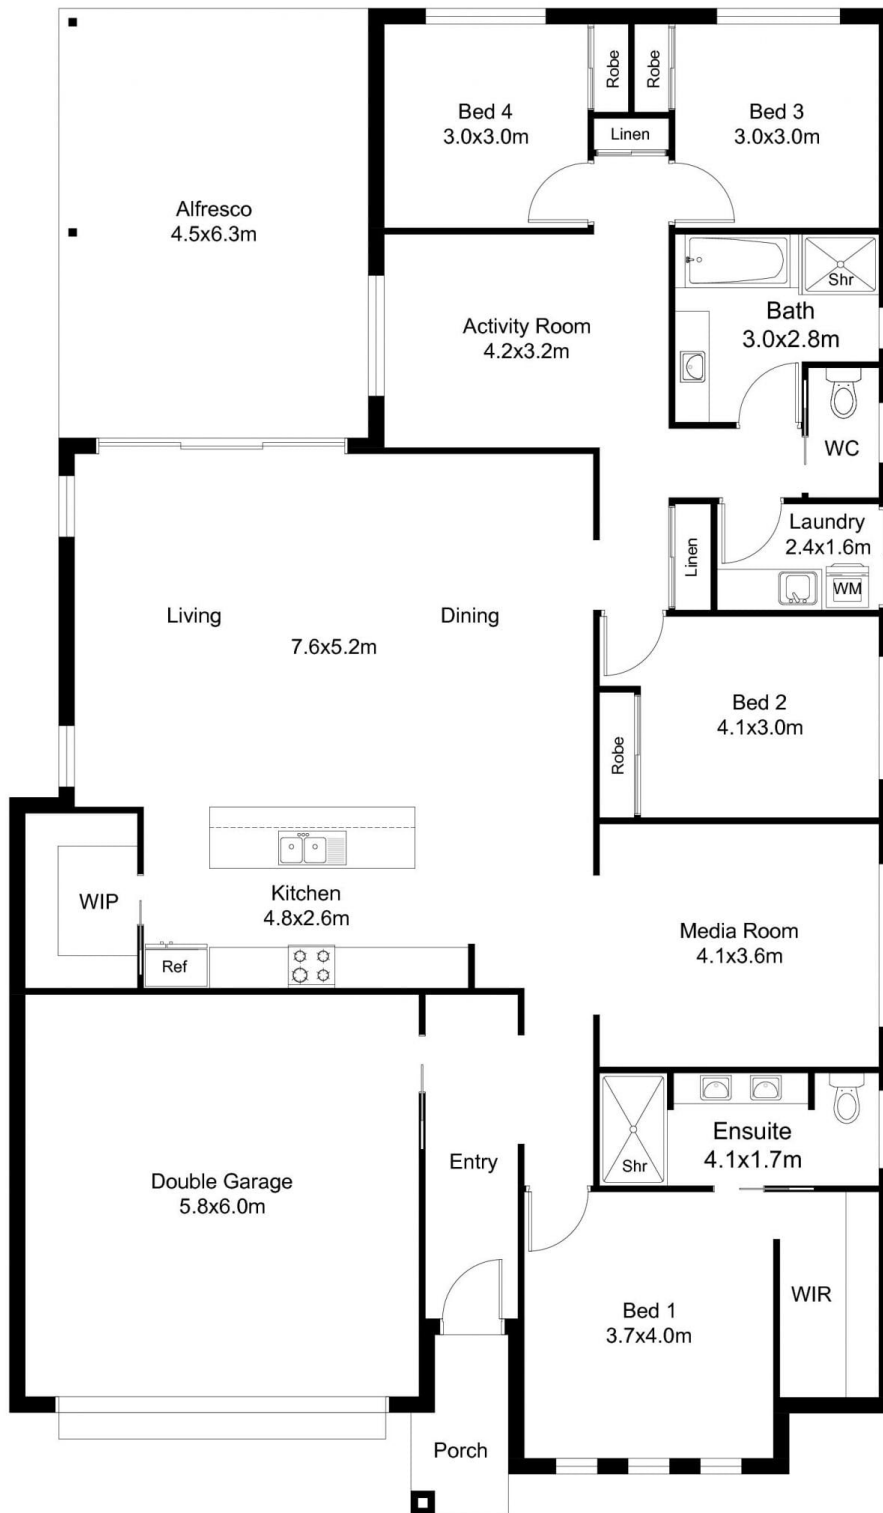 Bed 4
3.0x3.0m
Robe
Robe
Bed 3
3.0x3.0m
Linen
Alfresco
4.5x6.3m
Activity Room
4.2x3.2m
Shr
Bath
3.0x2.8m
WC
Laundry
2.4x1.6m
Linen
WM
Living
Dining
7.6x5.2m
Bed 2
4.1x3.0m
Robe
WIP
Kitchen
4.8x2.6m
Ref
Media Room
4.1x3.6m
Double Garage
5.8x6.0m
Entry
Shr
Ensuite
4.1x1.7m
Bed 1
3.7x4.0m
WIR
Porch